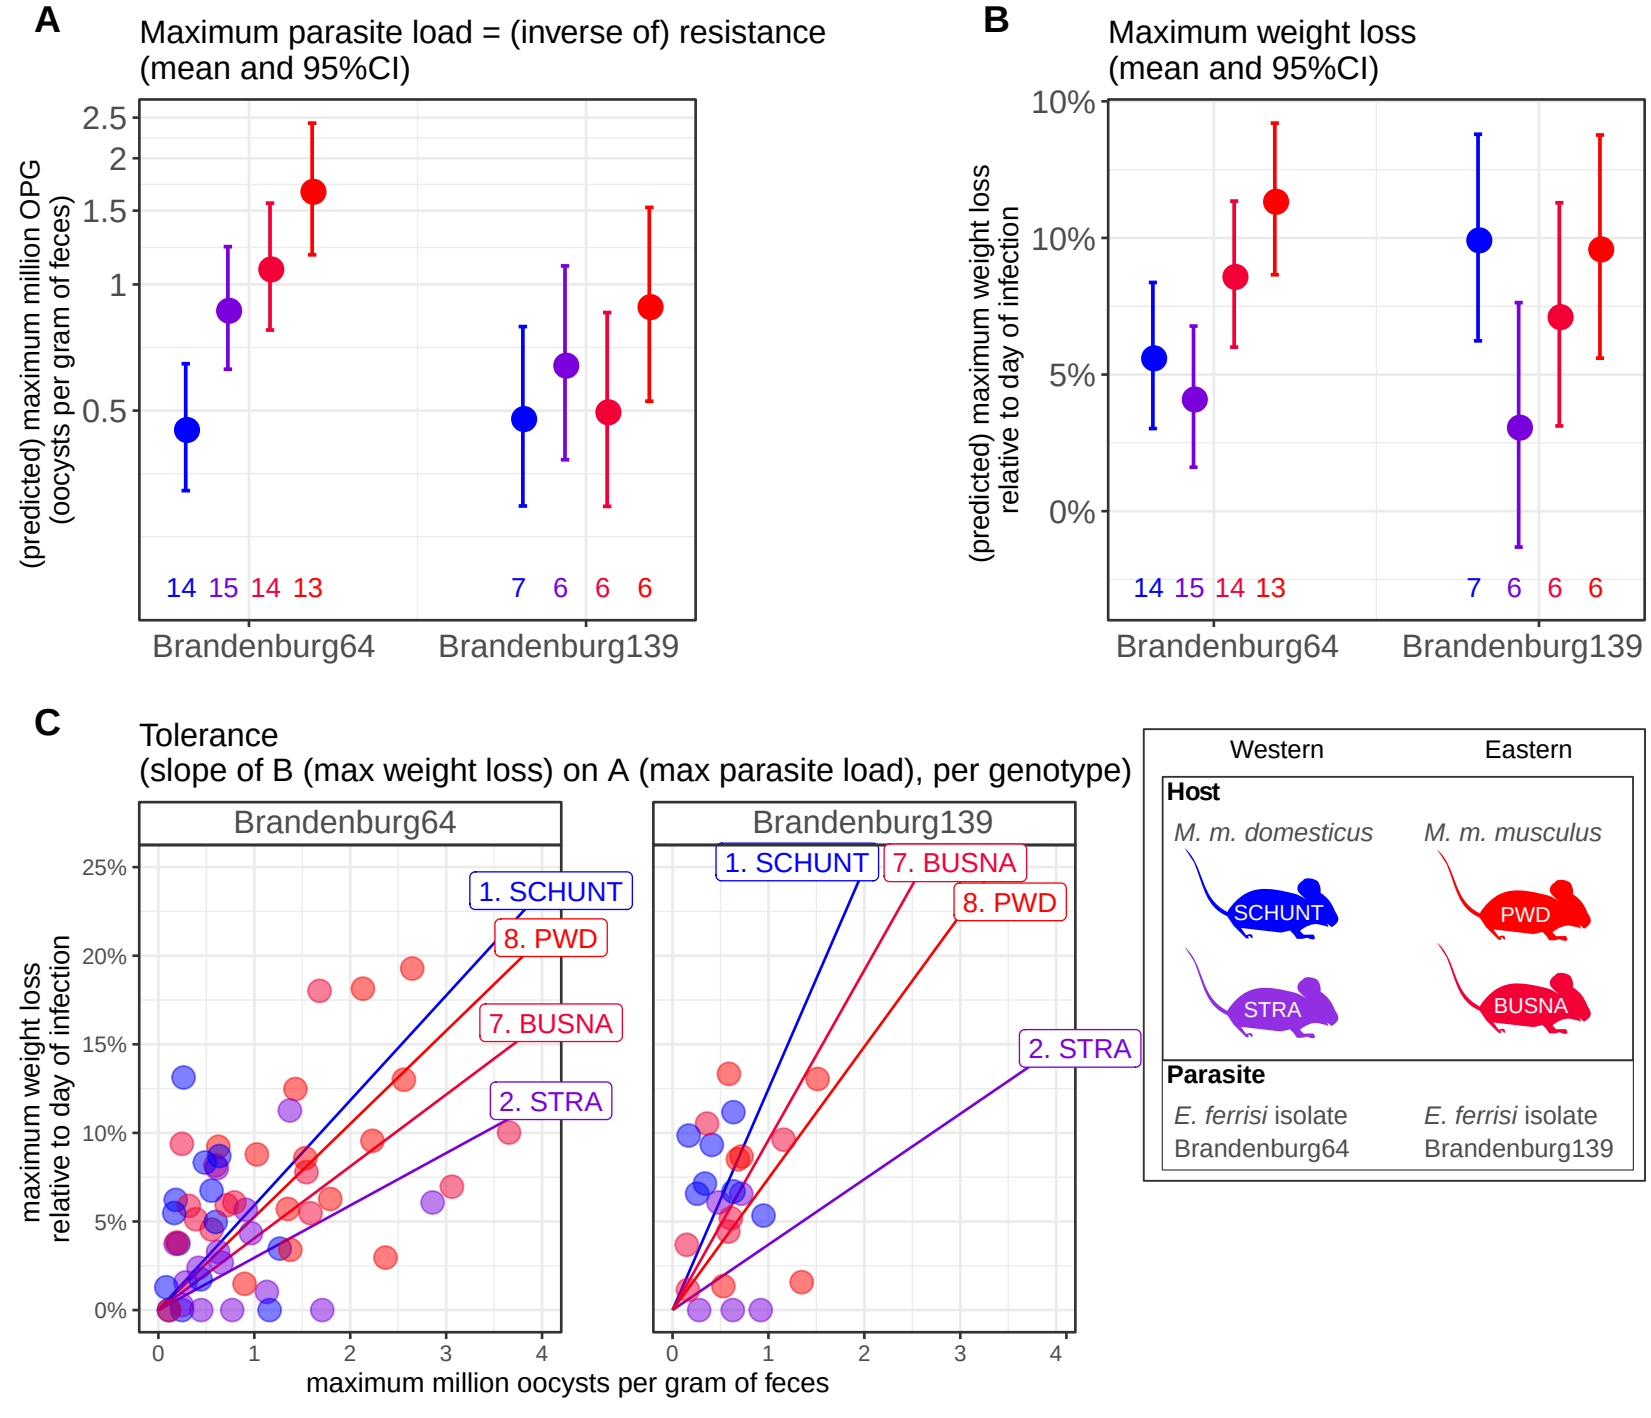 A
Maximum parasite load = (inverse of) resistance
(mean and 95%CI)
(predicted) maximum million OPG
(oocysts per gram of feces)
2.5
2
1.5
1
0.5
14 15 14 13
7 6 6 6
Brandenburg64
Brandenburg139
B
Maximum weight loss
(mean and 95%CI)
(predicted) maximum weight loss
relative to day of infection
10%
10%
5%
0%
14 15 14 13
7 6 6 6
Brandenburg64
Brandenburg139
C
Tolerance
(slope of B (max weight loss) on A (max parasite load), per genotype)
maximum weight loss
relative to day of infection
Brandenburg64
25%
20%
15%
10%
5%
0%
1. SCHUNT
8. PWD
7. BUSNA
2. STRA
0 1 2 3 4
Brandenburg139
1. SCHUNT
7. BUSNA
8. PWD
2. STRA
0 1 2 3 4
maximum million oocysts per gram of feces
Western Eastern
Host
M. m. domesticus M. m. musculus
SCHUNT PWD
STRA BUSNA
Parasite
E. ferrisi isolate E. ferrisi isolate
Brandenburg64 Brandenburg139